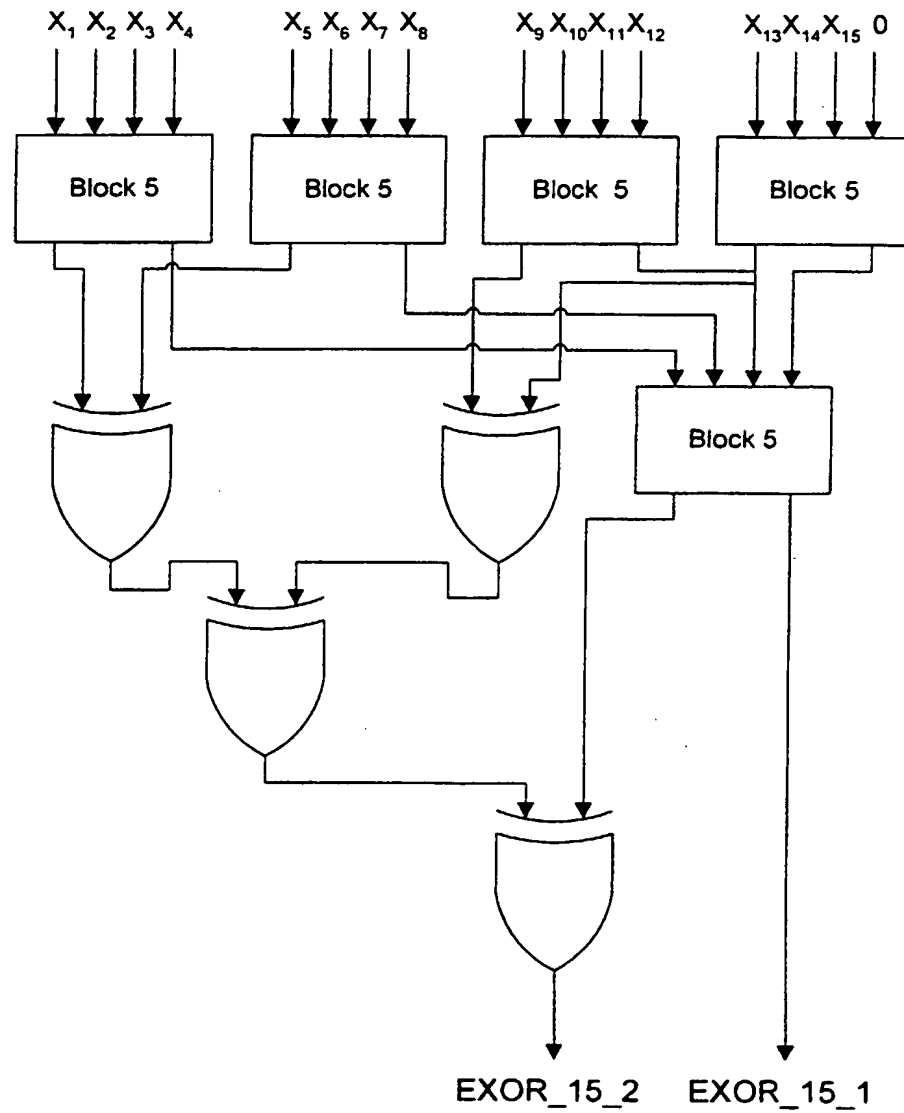 X₁ X₂ X₃ X₄ X₅ X₆ X₇ X₈ X₉ X₁₀ X₁₁ X₁₂ X₁₃ X₁₄ X₁₅ 0
Block 5 Block 5 Block 5 Block 5
Block 5
EXOR_15_2 EXOR_15_1